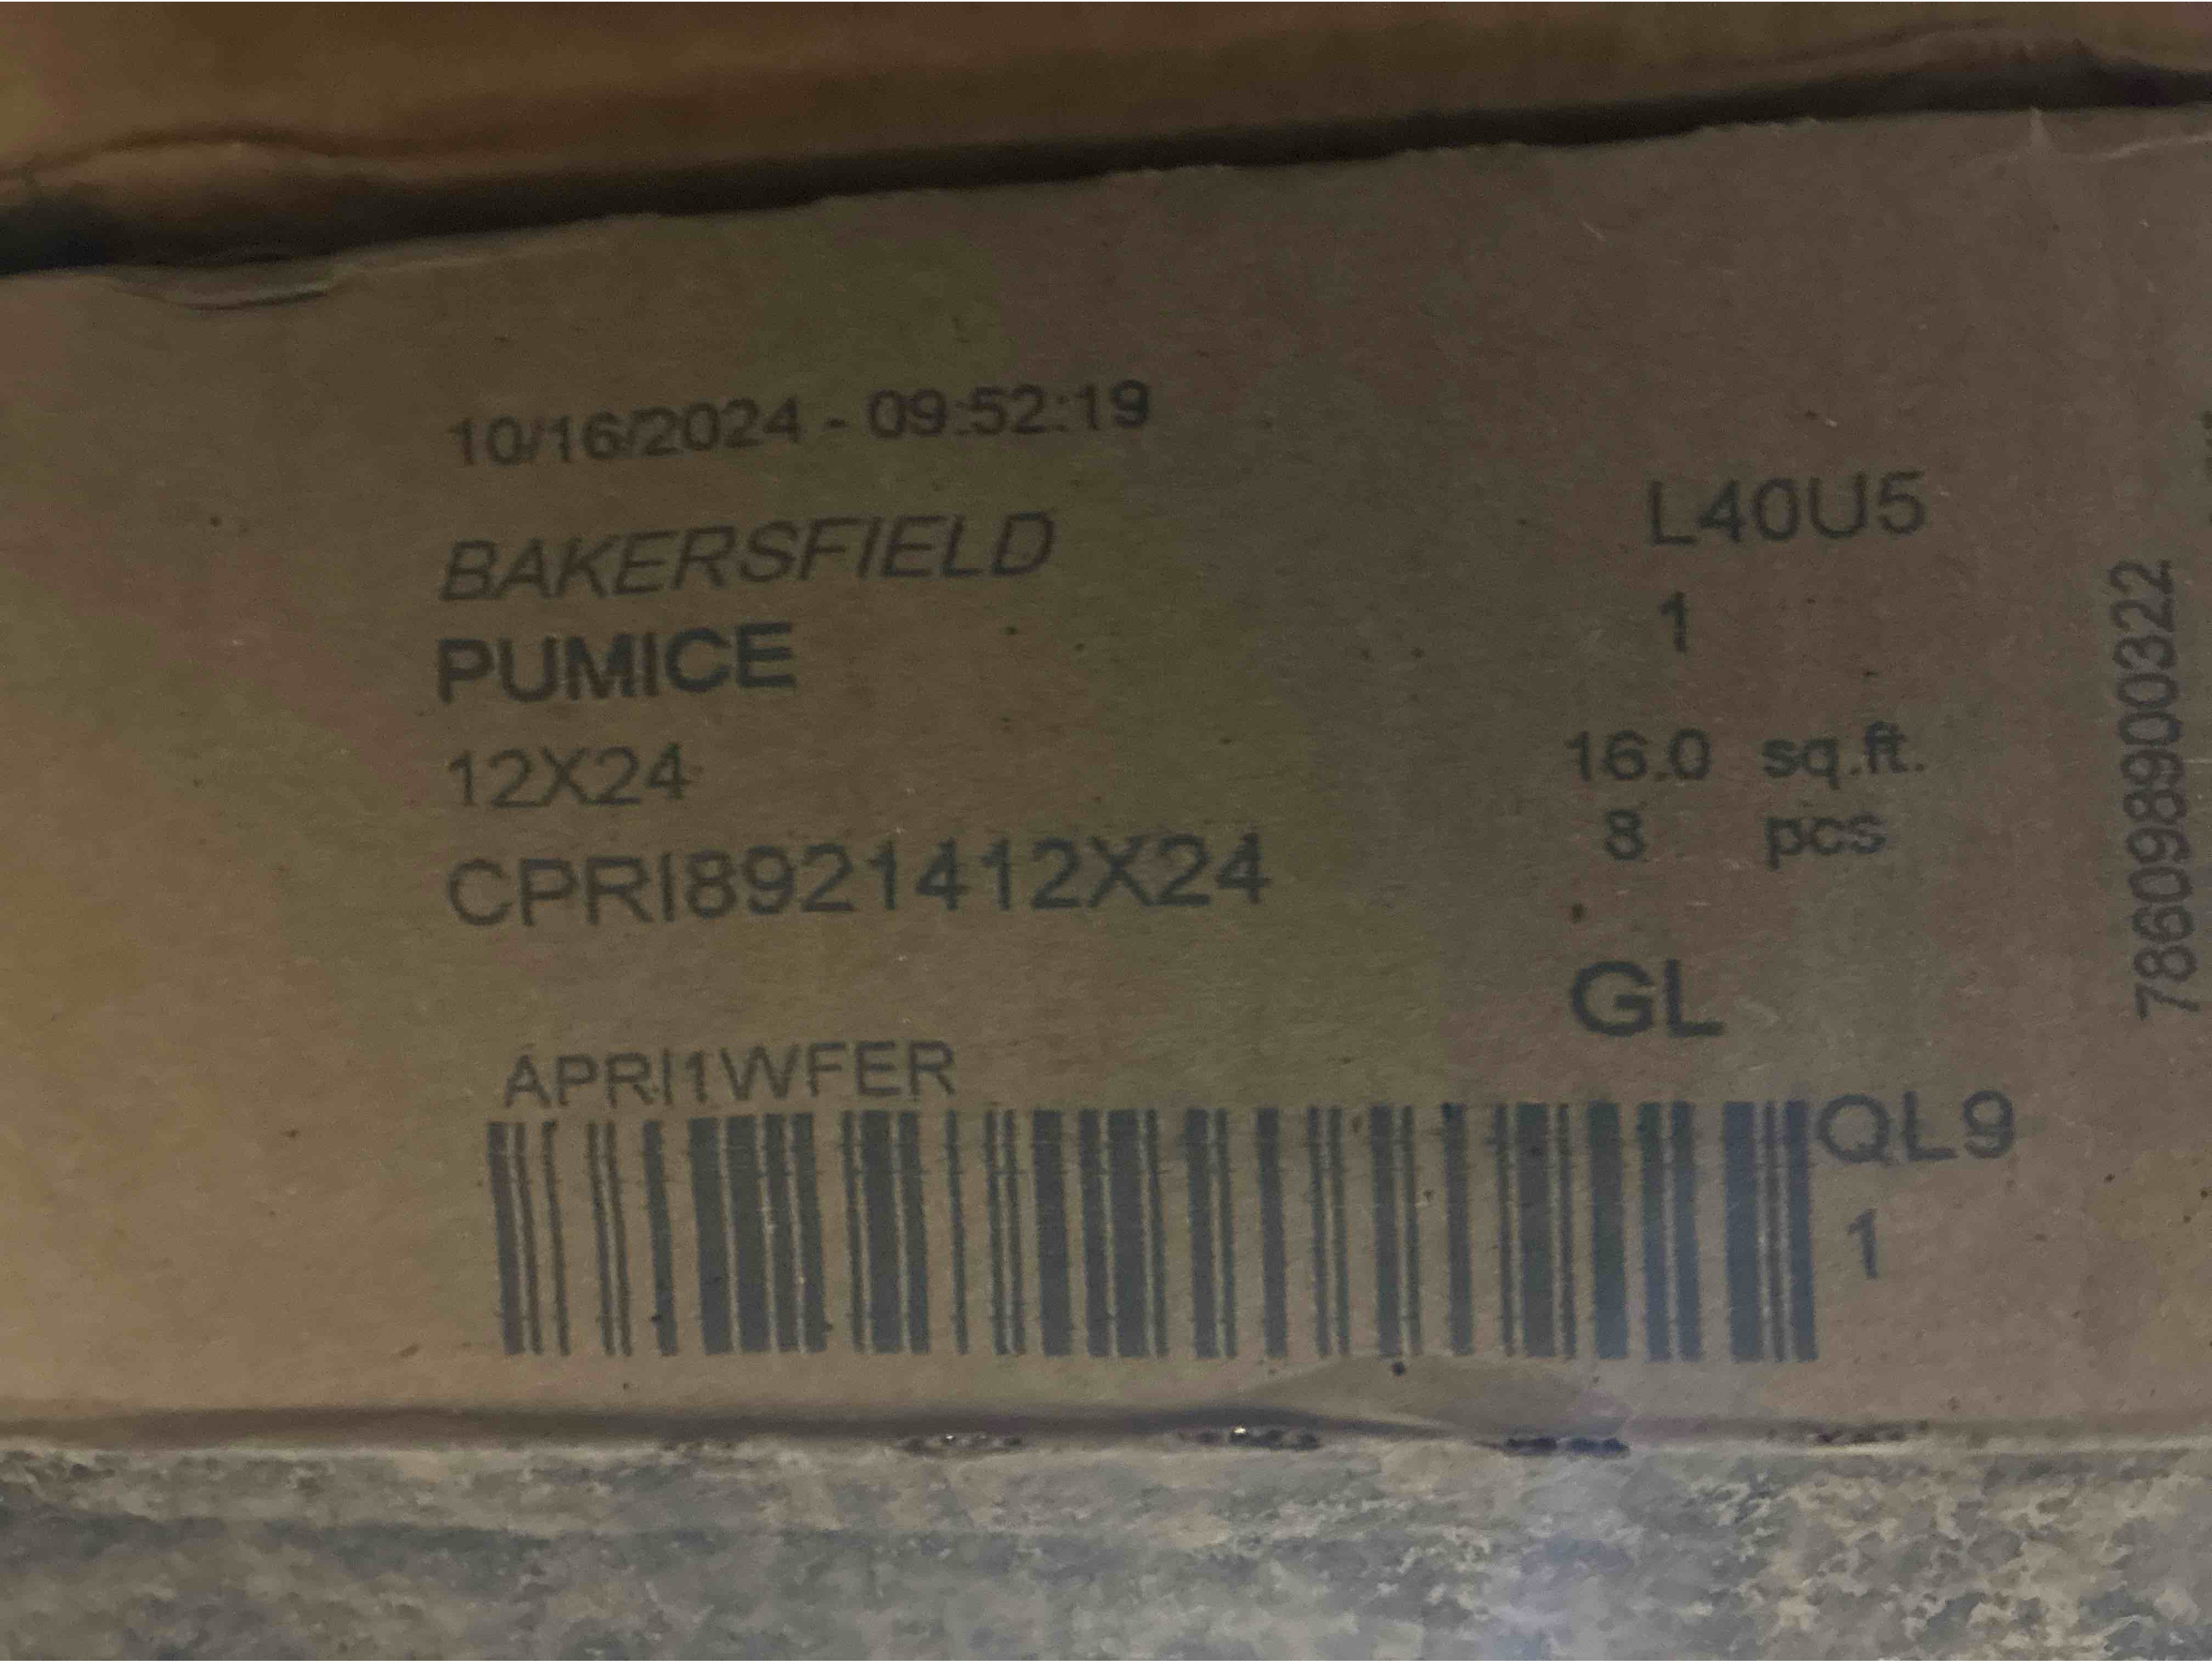 10/16/2024 - 09:52:19
BAKERSFIELD
PUMICE
12X24
CPRI8921412X24
L40U5
1
16.0 sq.ft.
8 pcs
GL
APRI1WFER
QL9
1
786098900322